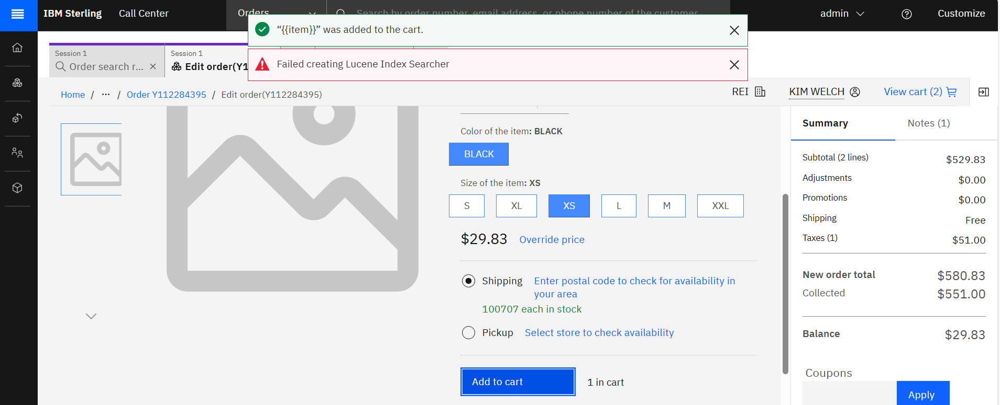 IBM Sterling
Call Center
Orders
Search by order number, email address, or phone number of the customer
admin
Customize
“{{item}}” was added to the cart.
Failed creating Lucene Index Searcher
Session 1
Order search r...
Session 1
Edit order(Y1
Home / ... / Order Y112284395 / Edit order(Y112284395)
REI
KIM WELCH
View cart (2)
Color of the item: BLACK
BLACK
Size of the item: XS
S XL XS L M XXL
$29.83 Override price
Shipping Enter postal code to check for availability in
your area
100707 each in stock
Pickup Select store to check availability
Add to cart 1 in cart
Summary Notes (1)
Subtotal (2 lines) $529.83
Adjustments $0.00
Promotions $0.00
Shipping Free
Taxes (1) $51.00
New order total $580.83
Collected $551.00
Balance $29.83
Coupons
Apply